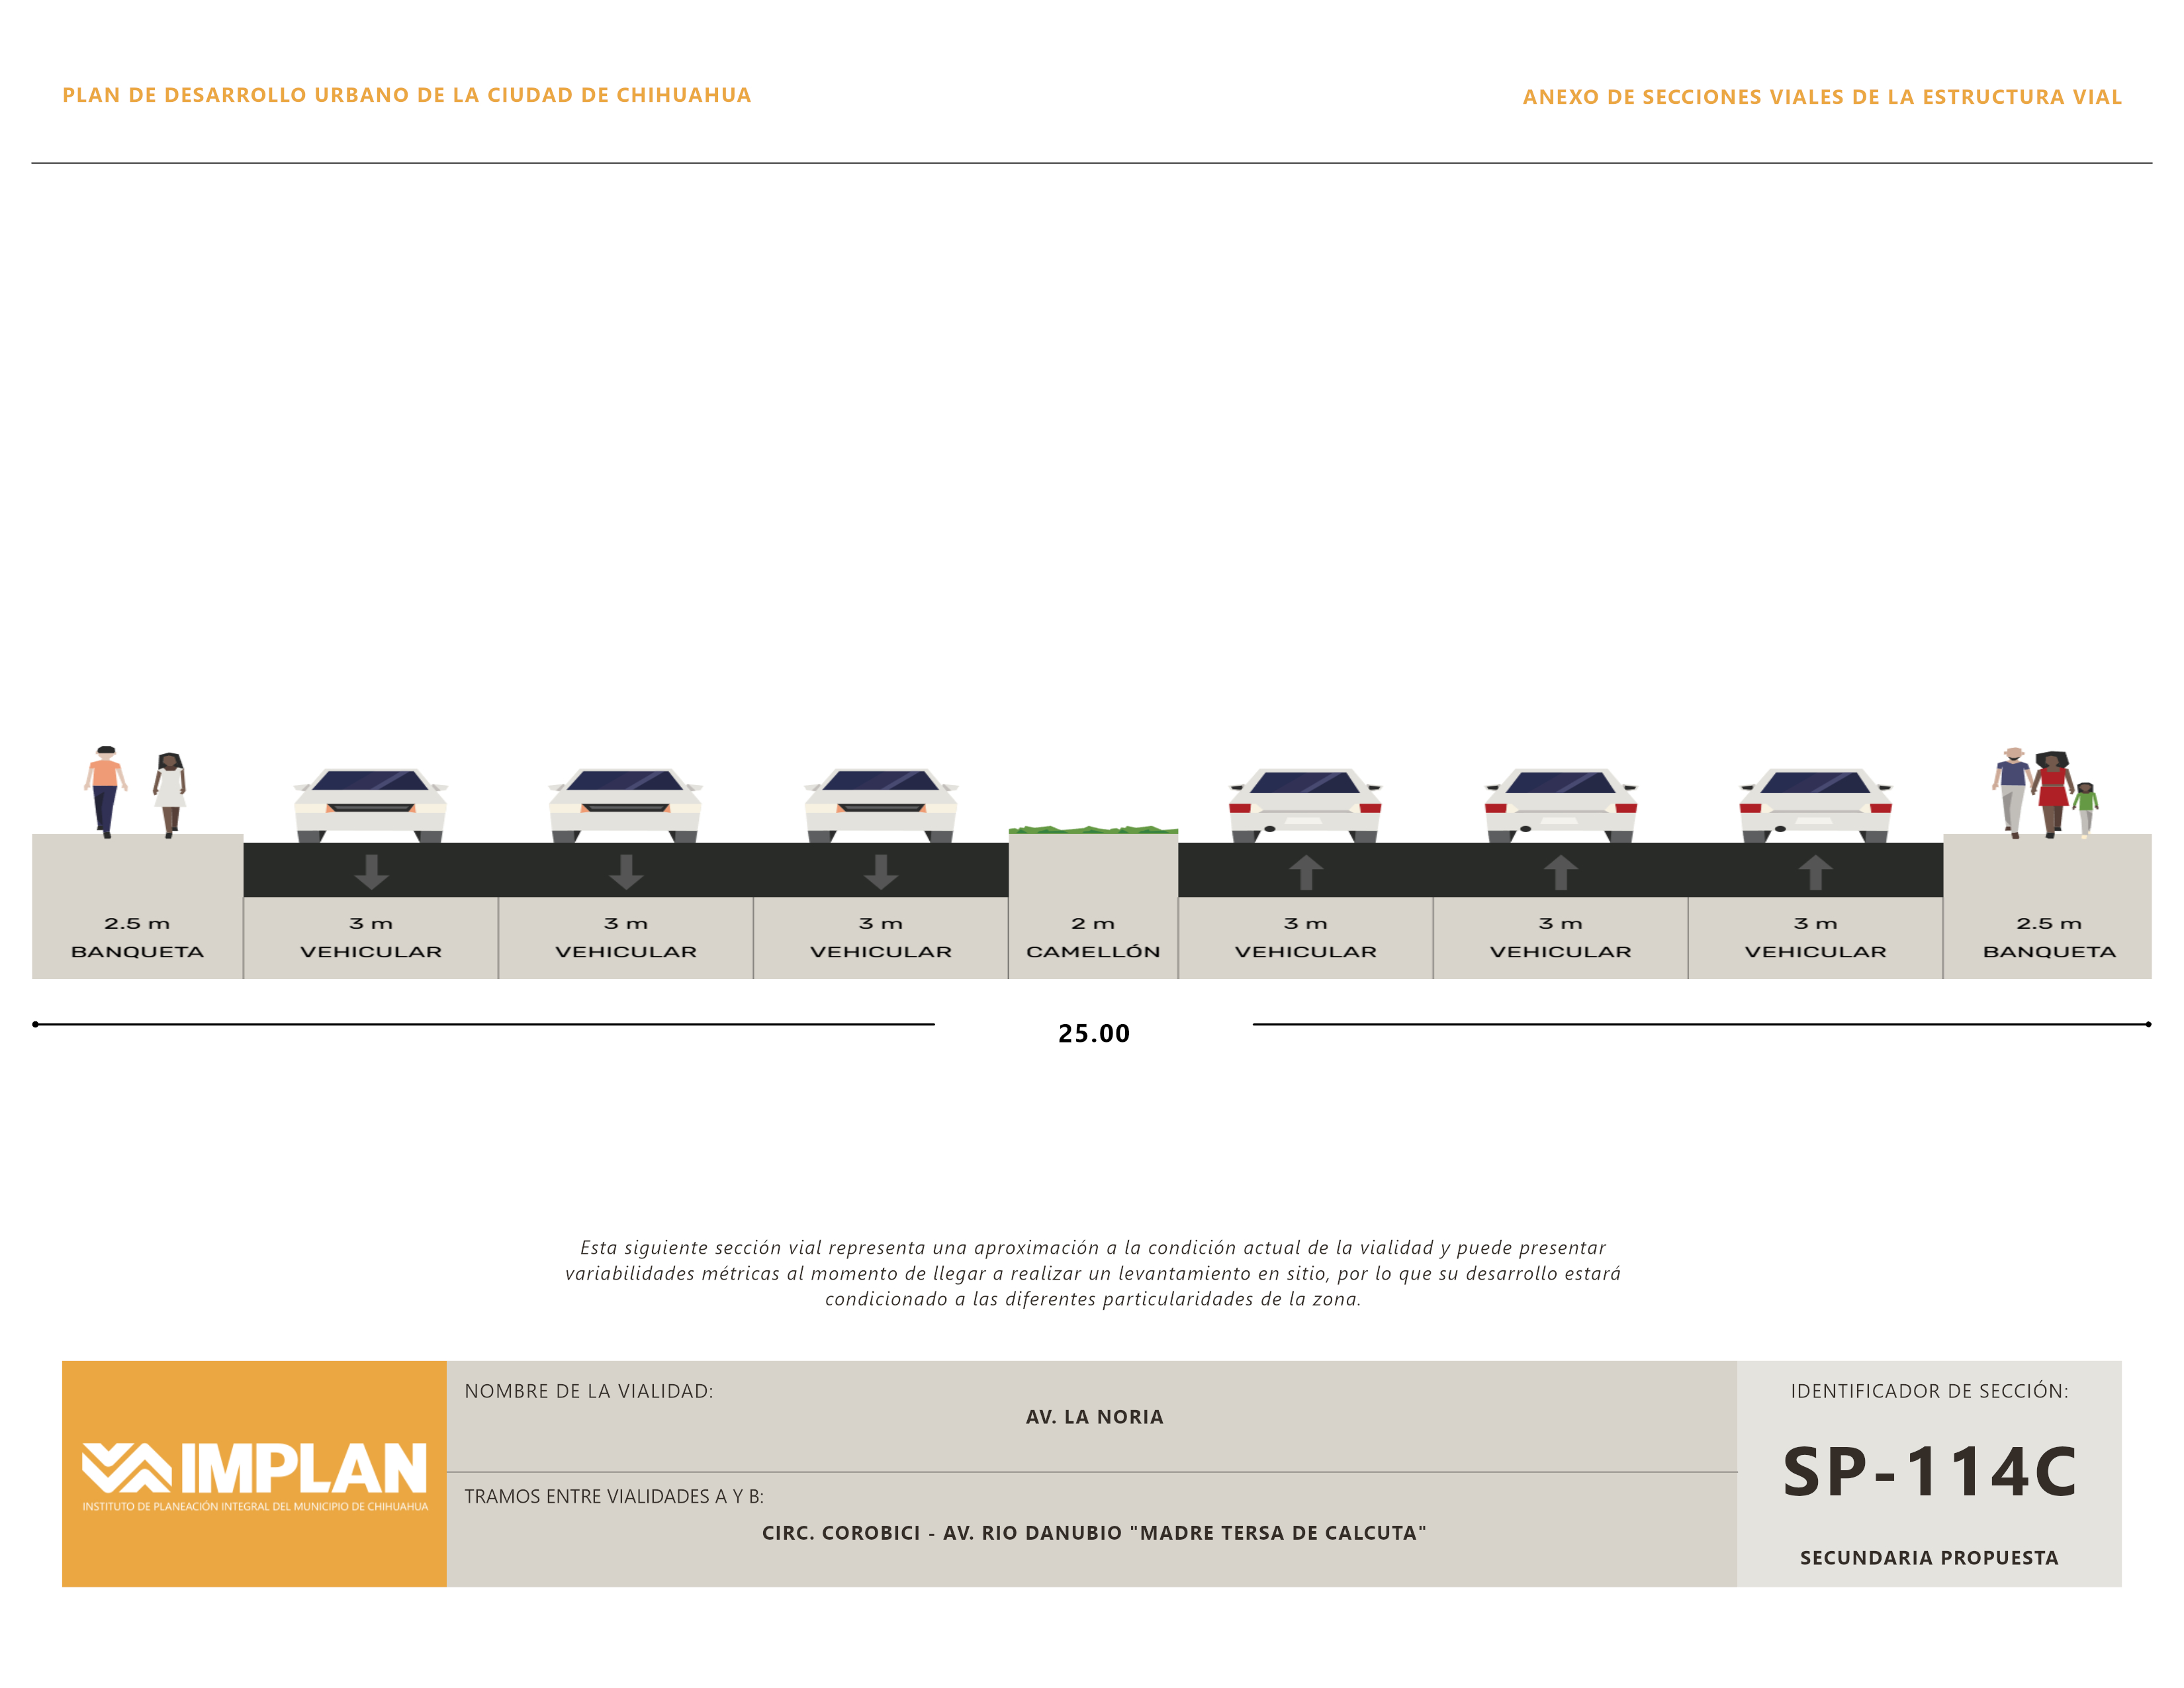 PLAN DE DESARROLLO URBANO DE LA CIUDAD DE CHIHUAHUA
ANEXO DE SECCIONES VIALES DE LA ESTRUCTURA VIAL
2.5 m
BANQUETA
3 m
VEHICULAR
3 m
VEHICULAR
3 m
VEHICULAR
2 m
CAMELLÓN
3 m
VEHICULAR
3 m
VEHICULAR
3 m
VEHICULAR
2.5 m
BANQUETA
25.00
Esta siguiente sección vial representa una aproximación a la condición actual de la vialidad y puede presentar
variabilidades métricas al momento de llegar a realizar un levantamiento en sitio, por lo que su desarrollo estará
condicionado a las diferentes particularidades de la zona.
IMPLAN
INSTITUTO DE PLANEACIÓN INTEGRAL DEL MUNICIPIO DE CHIHUAHUA
NOMBRE DE LA VIALIDAD:
AV. LA NORIA
TRAMOS ENTRE VIALIDADES A Y B:
CIRC. COROBICI - AV. RIO DANUBIO "MADRE TERSA DE CALCUTA"
IDENTIFICADOR DE SECCIÓN:
SP-114C
SECUNDARIA PROPUESTA